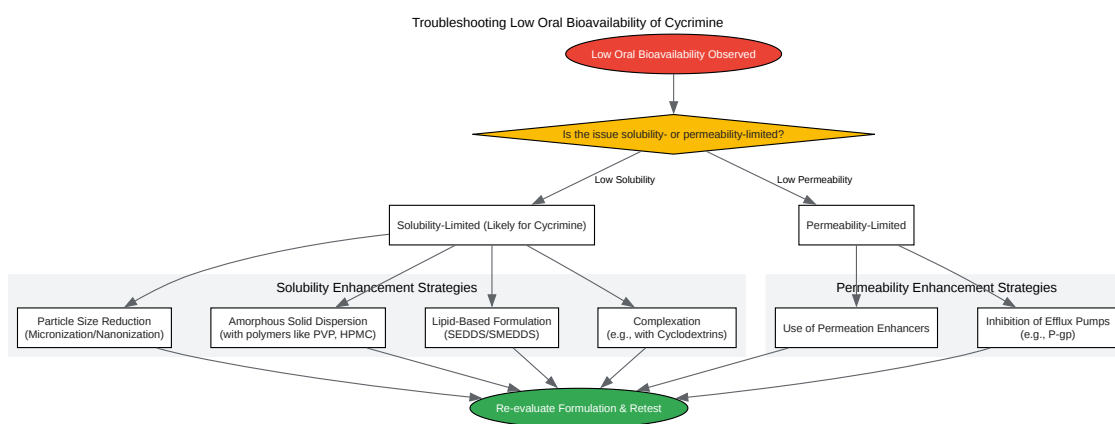 Troubleshooting Low Oral Bioavailability of Cycrimine
Low Oral Bioavailability Observed
Is the issue solubility- or permeability-limited?
Low Solubility
Low Permeability
Solubility-Limited (Likely for Cycrimine)
Permeability-Limited
Solubility Enhancement Strategies
Permeability Enhancement Strategies
Particle Size Reduction
(Micronization/Nanonization)
Amorphous Solid Dispersion
(with polymers like PVP, HPMC)
Lipid-Based Formulation
(SEDDS/SMEDDS)
Complexation
(e.g., with Cyclodextrins)
Use of Permeation Enhancers
Inhibition of Efflux Pumps
(e.g., P-gp)
Re-evaluate Formulation & Retest